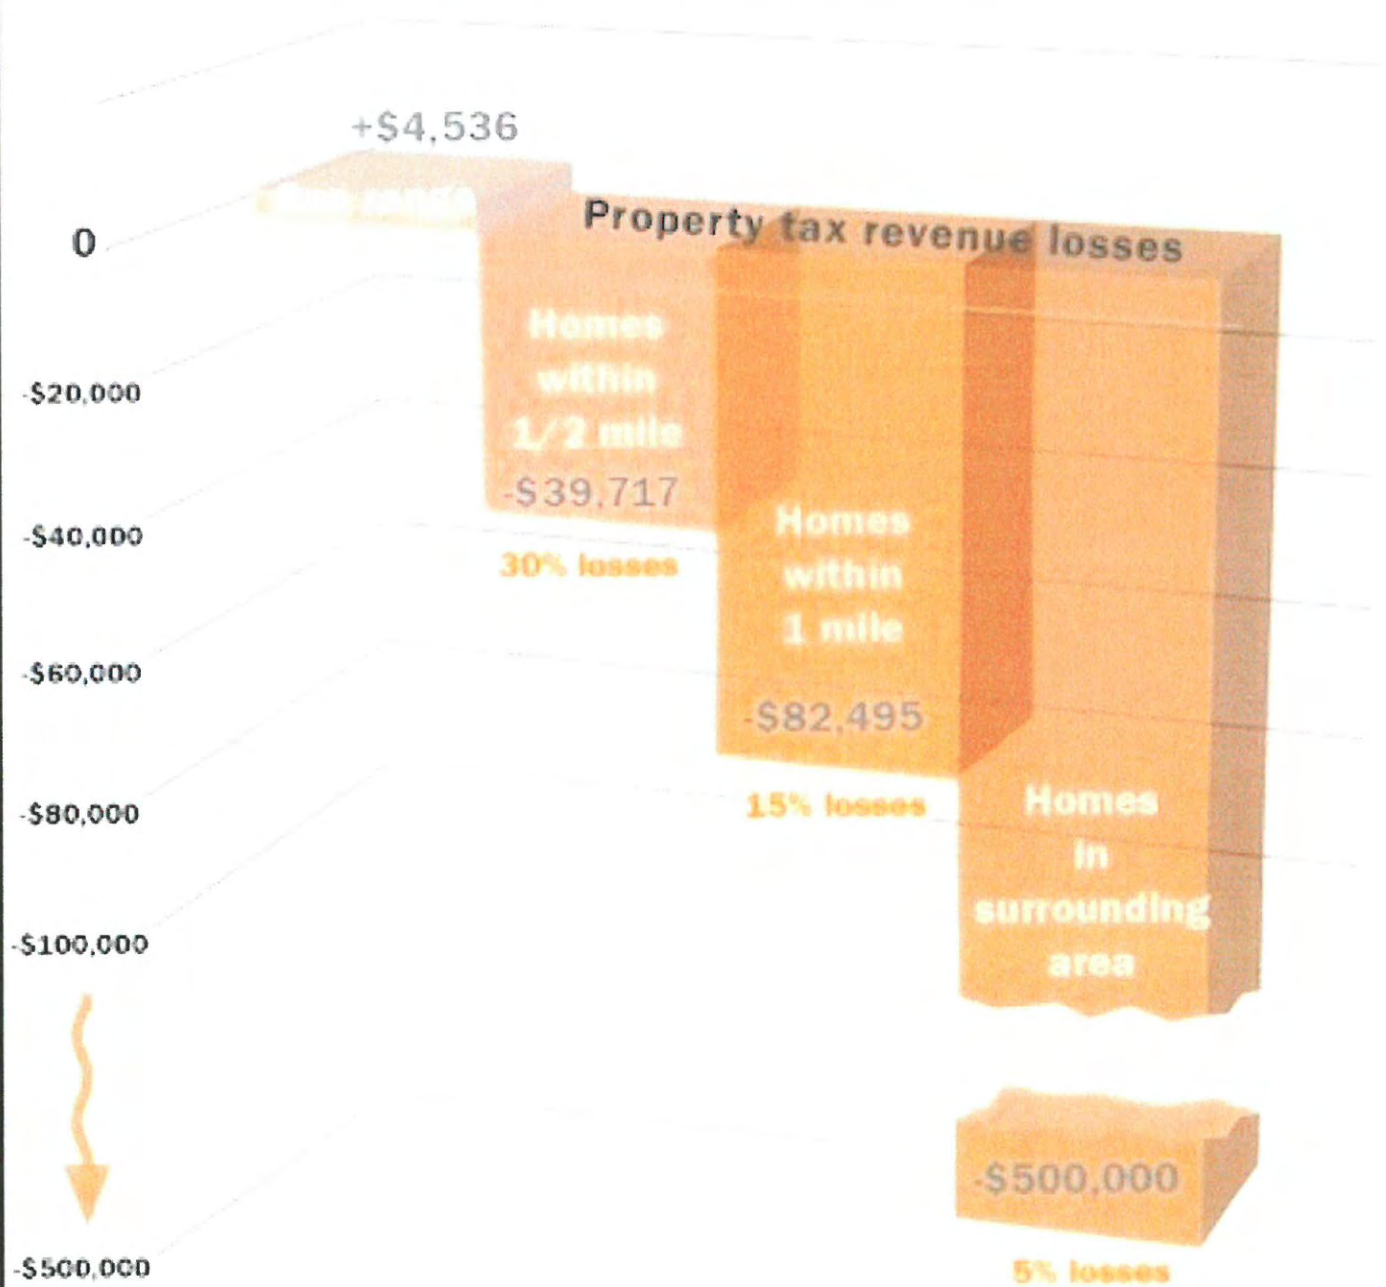 +$4,536
0
Property tax revenue losses
Homes
within
1/2 mile
-$39,717
30% losses
Homes
within
1 mile
-$82,495
15% losses
Homes
in
surrounding
area
-$500,000
5% losses
-$20,000
-$40,000
-$60,000
-$80,000
-$100,000
-$500,000